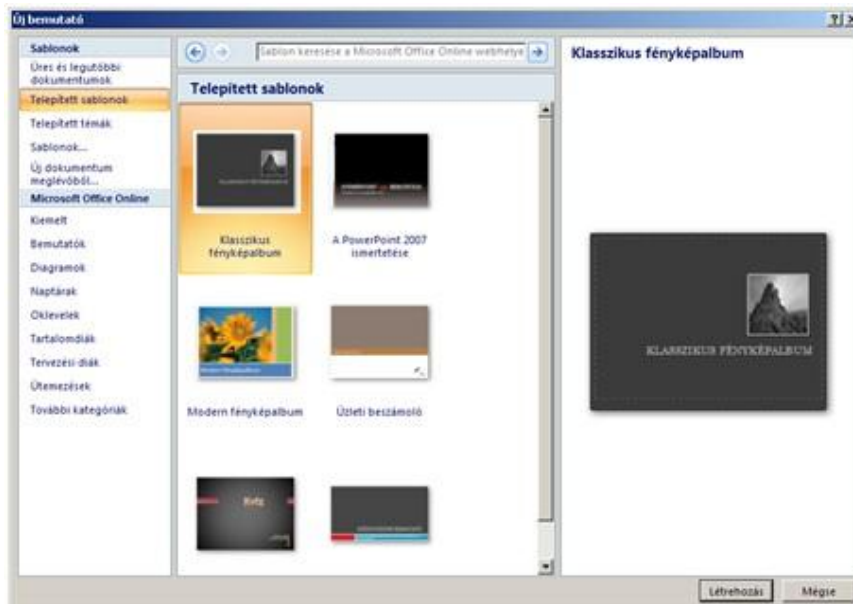 Új bemutató
Sablonok
Üres és legutóbbi
dokumentumok
Telepített sablonok
Telepített témák
Sablonok...
Új dokumentum
meglévőből...
Microsoft Office Online
Kiemelt
Bemutatók
Diagramok
Naptárak
Oklevelek
Tartalomdiák
Tervezési diák
Ütemezések
További kategóriák
Sablon keresése a Microsoft Office Online webhelye
Telepített sablonok
Klasszikus
fényképalbum
A PowerPoint 2007
ismertetése
Modern fényképalbum
Üzleti beszámoló
Kvíz
Klasszikus fényképalbum
KLASSZIKUS FÉNYKÉPALBUM
Létrehozás
Mégse